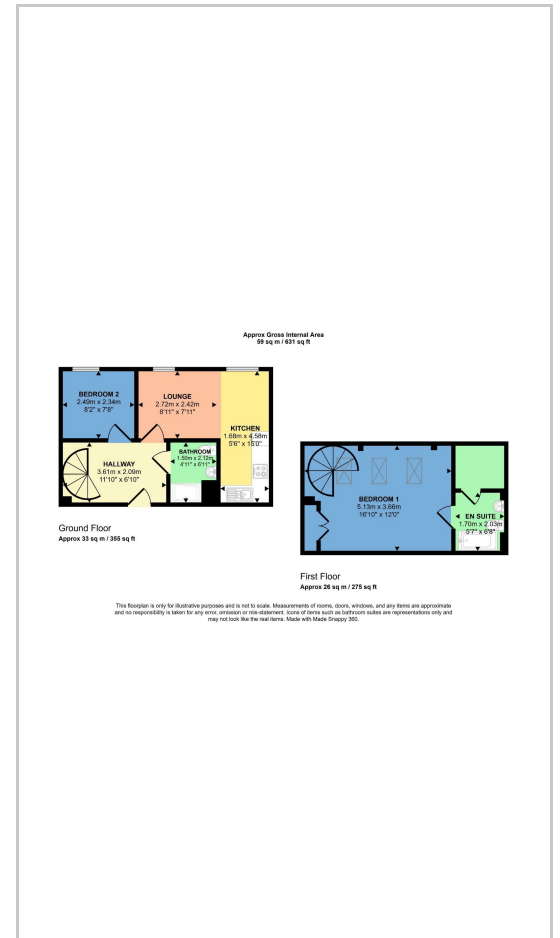 Approx Gross Internal Area
59 sq m / 631 sq ft
BEDROOM 2
2.49m x 2.34m
8'2" x 7'8"
LOUNGE
2.72m x 2.42m
8'11" x 7'11"
KITCHEN
1.68m x 4.58m
5'6" x 15'0"
BATHROOM
1.50m x 2.12m
4'11" x 6'11"
HALLWAY
3.61m x 2.09m
11'10" x 6'10"
Ground Floor
Approx 33 sq m / 355 sq ft
BEDROOM 1
5.13m x 3.66m
16'10" x 12'0"
EN SUITE
1.70m x 2.03m
5'7" x 6'8"
First Floor
Approx 26 sq m / 275 sq ft
This floorplan is only for illustrative purposes and is not to scale. Measurements of rooms, doors, windows, and any items are approximate
and no responsibility is taken for any error, omission or mis-statement. Icons of items such as bathroom suites are representations only and
may not look like the real items. Made with Made Snappy 360.